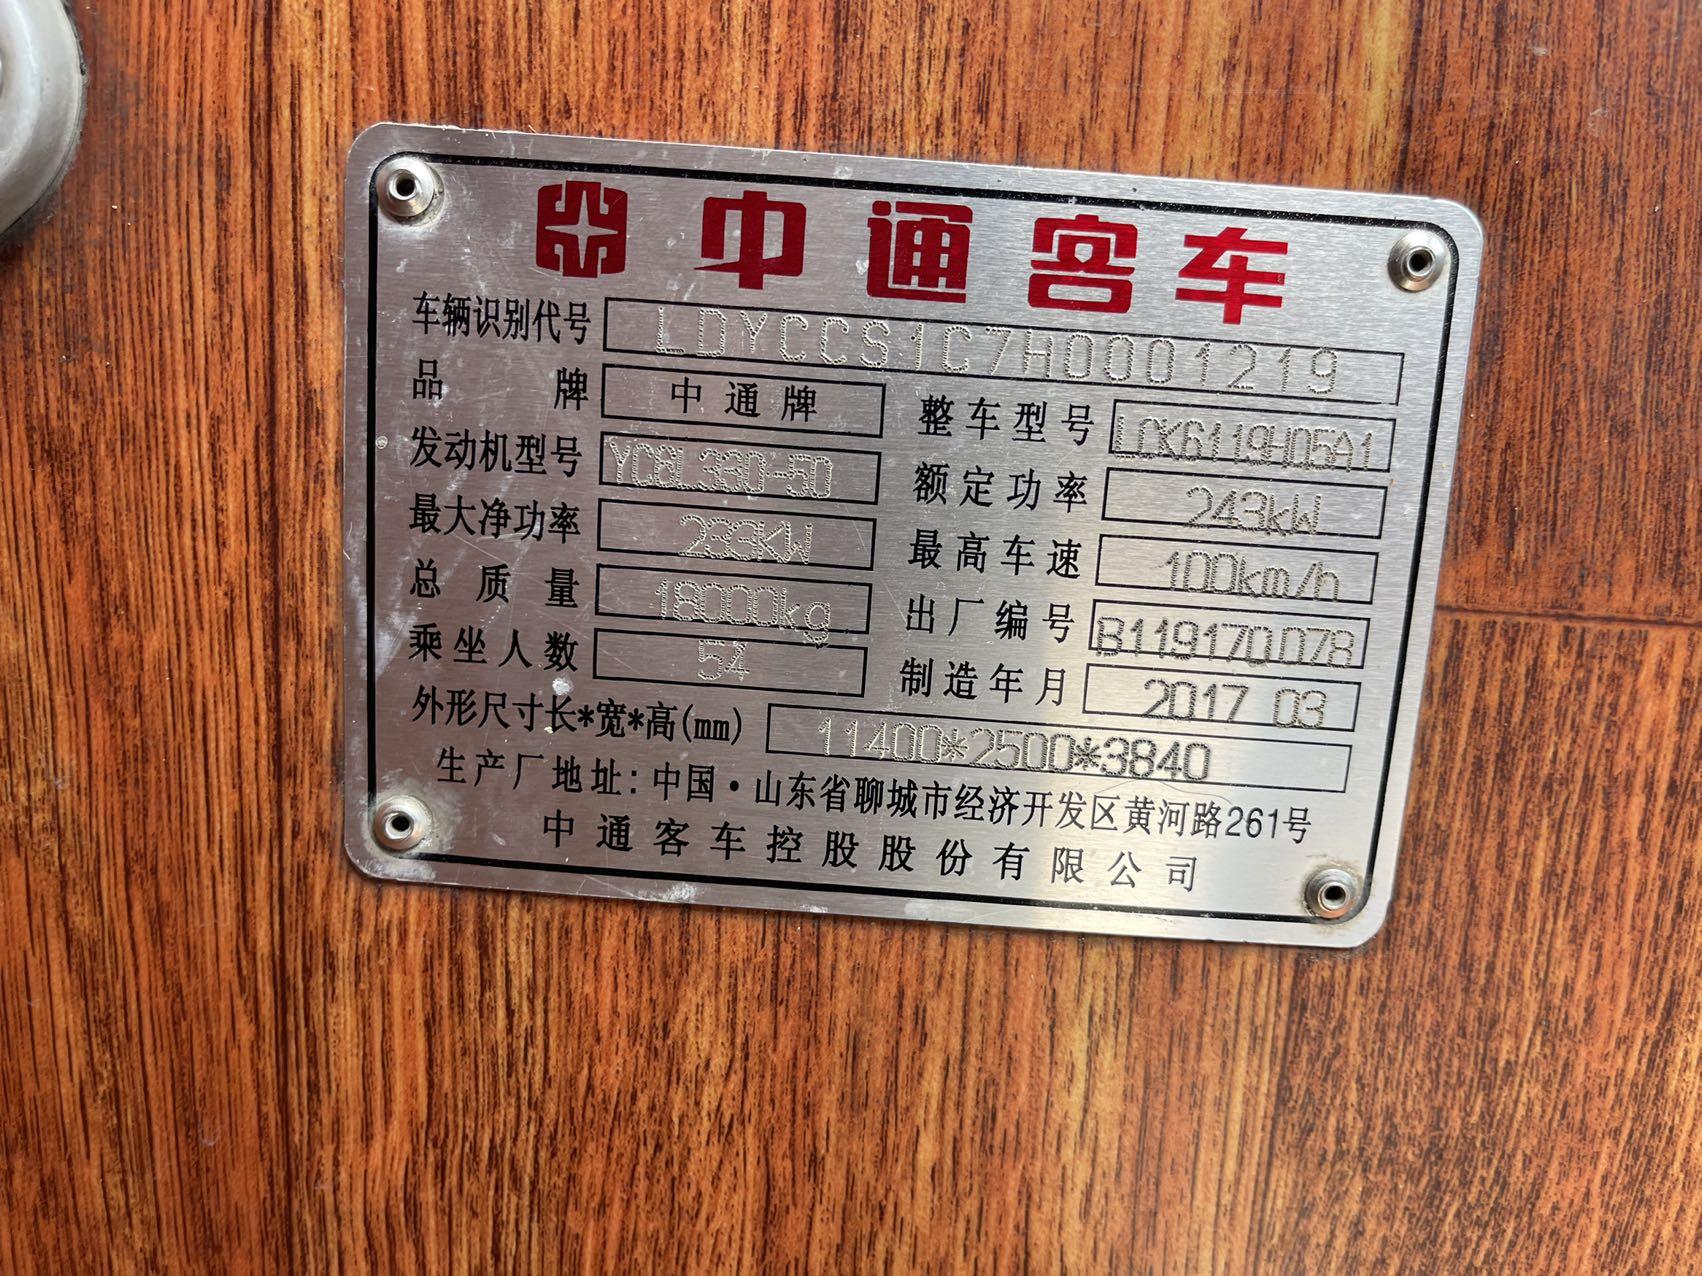 中通客车
车辆识别代号 LDYCCS1C7H0001219
品牌 中通牌 整车型号 LCK6119H05A1
发动机型号 YC6L330-50 额定功率 243kW
最大净功率 233KW 最高车速 100km/h
总质量 18000kg 出厂编号 B119170078
乘坐人数 54 制造年月 2017 03
外形尺寸长*宽*高(mm) 11400*2500*3840
生产厂地址:中国·山东省聊城市经济开发区黄河路261号
中通客车控股股份有限公司